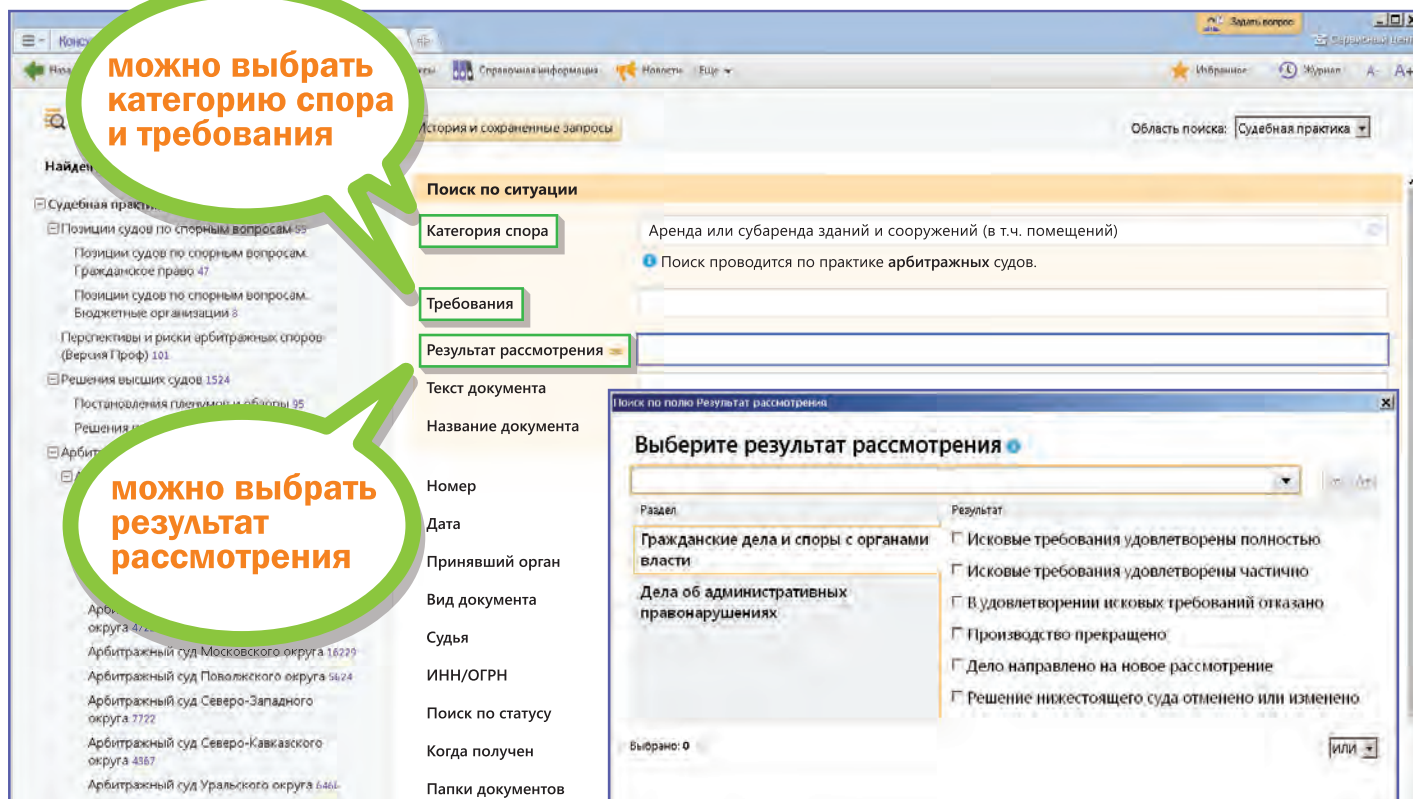 Задать вопрос
Сервисный
можно выбрать
категорию спора
и требования
Справочная информация
Новости
Еще
Избранное
Журнал
A-
A+
История и сохраненные запросы
Область поиска: Судебная практика
Поиск по ситуации
Категория спора
Аренда или субаренда зданий и сооружений (в т.ч. помещений)
Поиск проводится по практике арбитражных судов.
Требования
Результат рассмотрения
Текст документа
Название документа
Номер
Дата
Принявший орган
Вид документа
Судья
ИНН/ОГРН
Поиск по статусу
Когда получен
Папки документов
Судебная
Позиции судов по спорным вопросам
Позиции судов по спорным вопросам.
Гражданское право 47
Позиции судов по спорным вопросам.
Бюджетные организации 8
Перспективы и риски арбитражных споров
(Версия Проф) 101
Решения высших судов 1524
Постановления пленумов и обзоры 95
Решения
можно выбрать
результат
рассмотрения
округа
Арбитражный суд Московского округа 16229
Арбитражный суд Поволжского округа 5624
Арбитражный суд Северо-Западного
округа 7722
Арбитражный суд Северо-Кавказского
округа 4367
Арбитражный суд Уральского округа
Поиск по полю Результат рассмотрения
Выберите результат рассмотрения
Раздел
Результат
Гражданские дела и споры с органами
власти
Дела об административных
правонарушениях
Исковые требования удовлетворены полностью
Исковые требования удовлетворены частично
В удовлетворении исковых требований отказано
Производство прекращено
Дело направлено на новое рассмотрение
Решение нижестоящего суда отменено или изменено
Выбрано: 0
ИЛИ